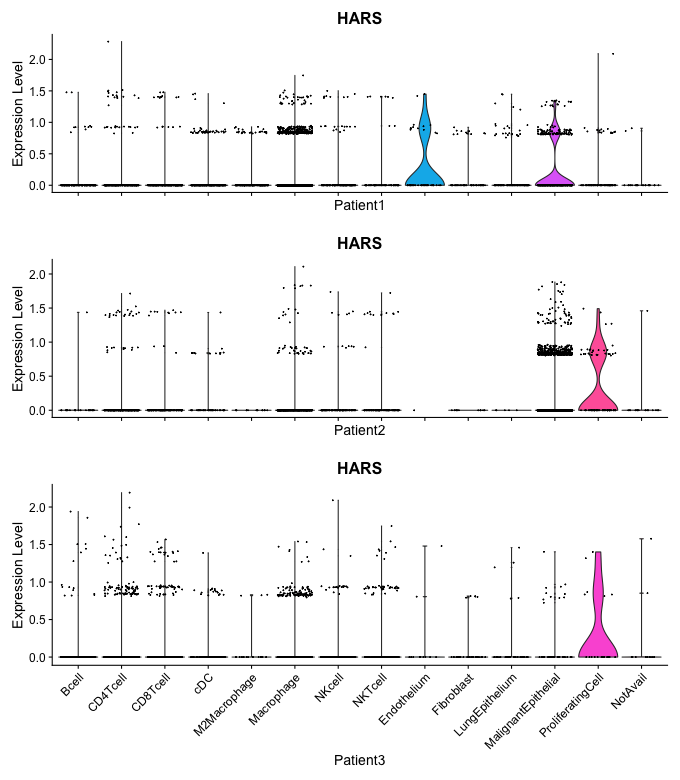 HARS
Expression Level
2.0
1.5
1.0
0.5
0.0
Patient1
HARS
Expression Level
2.0
1.5
1.0
0.5
0.0
Patient2
HARS
Expression Level
2.0
1.5
1.0
0.5
0.0
Bcell
CD4Tcell
CD8Tcell
cDC
M2Macrophage
Macrophage
NKcell
NKTcell
Endothelium
Fibroblast
LungEpithelium
MalignantEpithelial
ProliferatingCell
NotAvail
Patient3